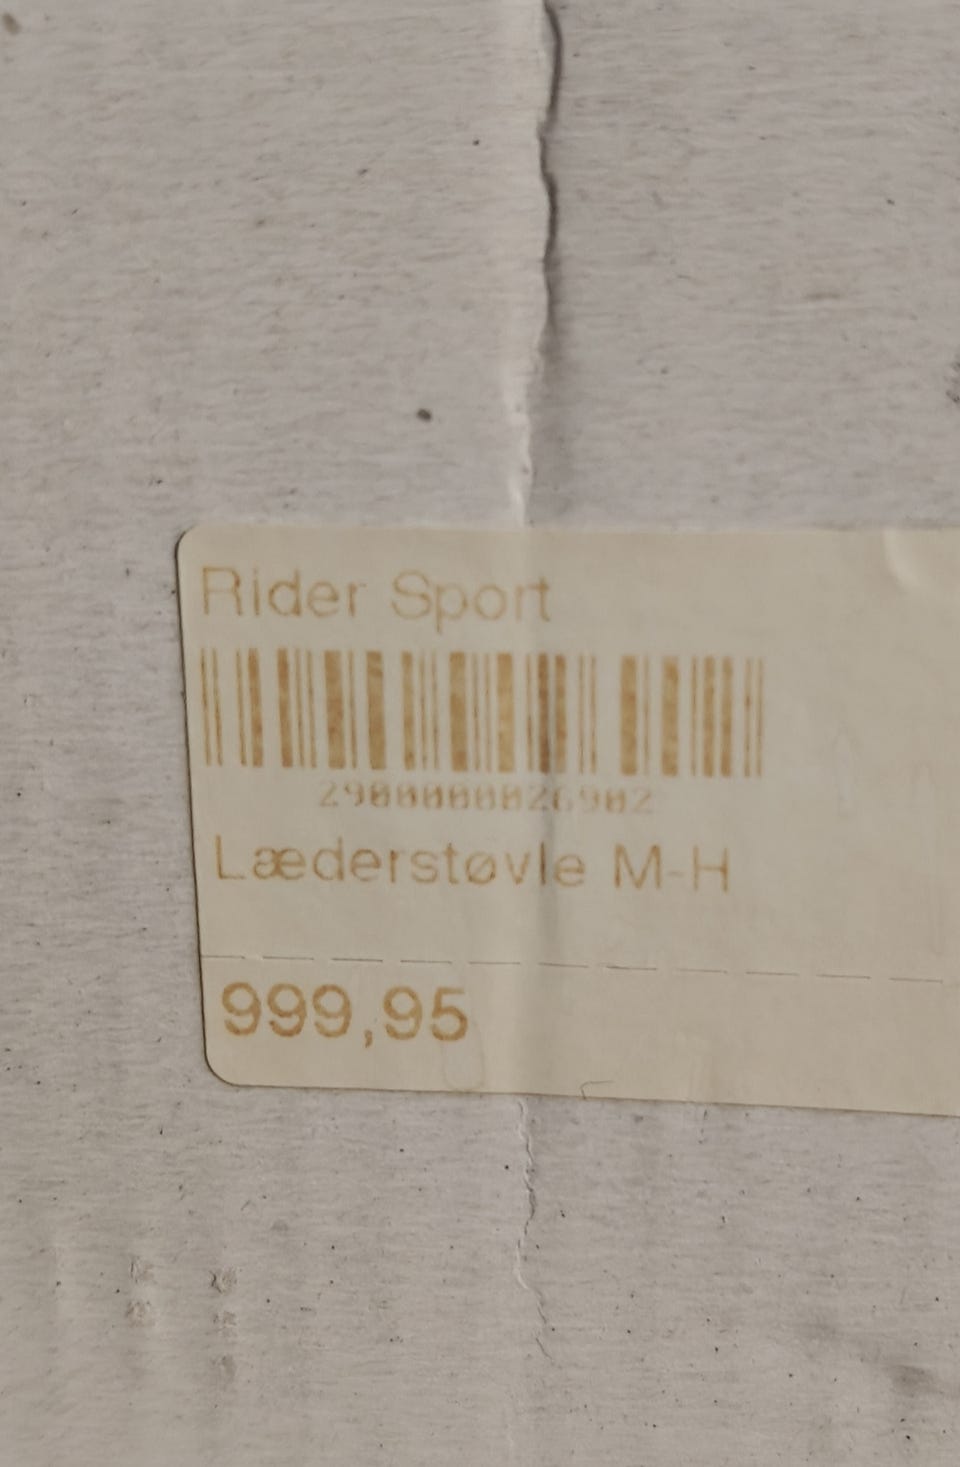 Rider Sport
2900000026902
Læderstøvle M-H
999,95